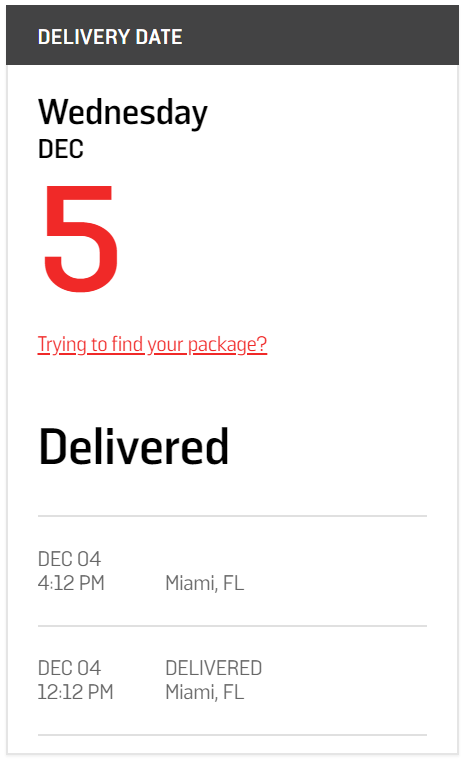 DELIVERY DATE
Wednesday
DEC
5
Trying to find your package?
Delivered
DEC 04
4:12 PM Miami, FL
DEC 04 DELIVERED
12:12 PM Miami, FL